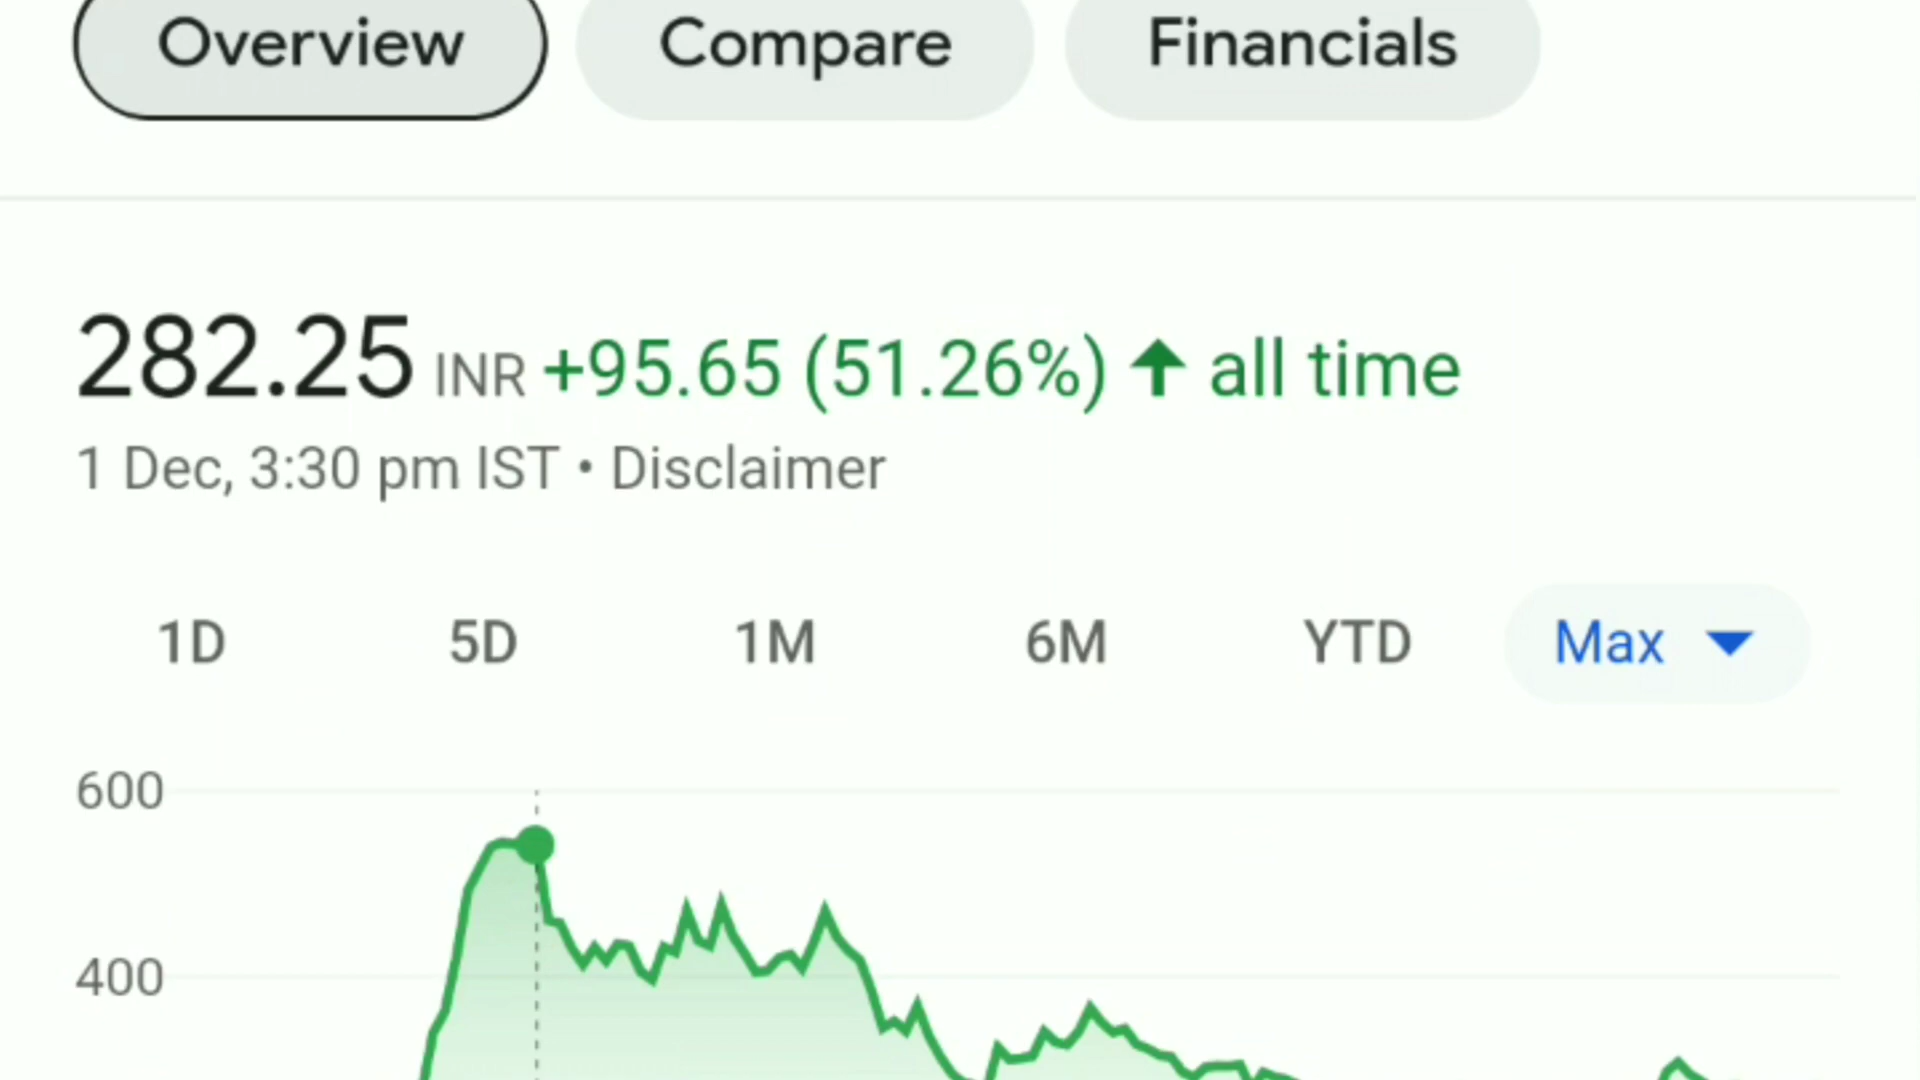 Overview Compare Financials
282.25 INR +95.65 (51.26%) ↑ all time
1 Dec, 3:30 pm IST • Disclaimer
1D 5D 1M 6M YTD Max
600
400